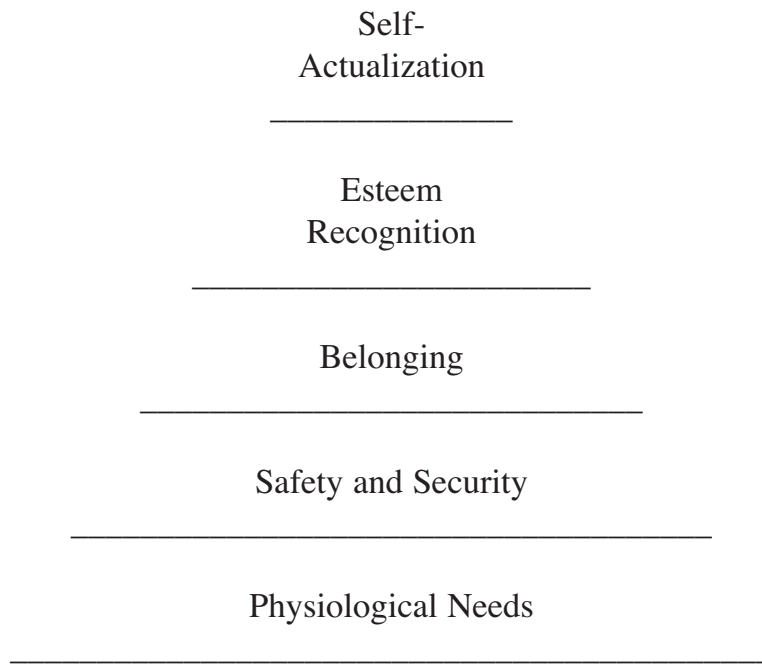 Self-
Actualization
Esteem
Recognition
Belonging
Safety and Security
Physiological Needs